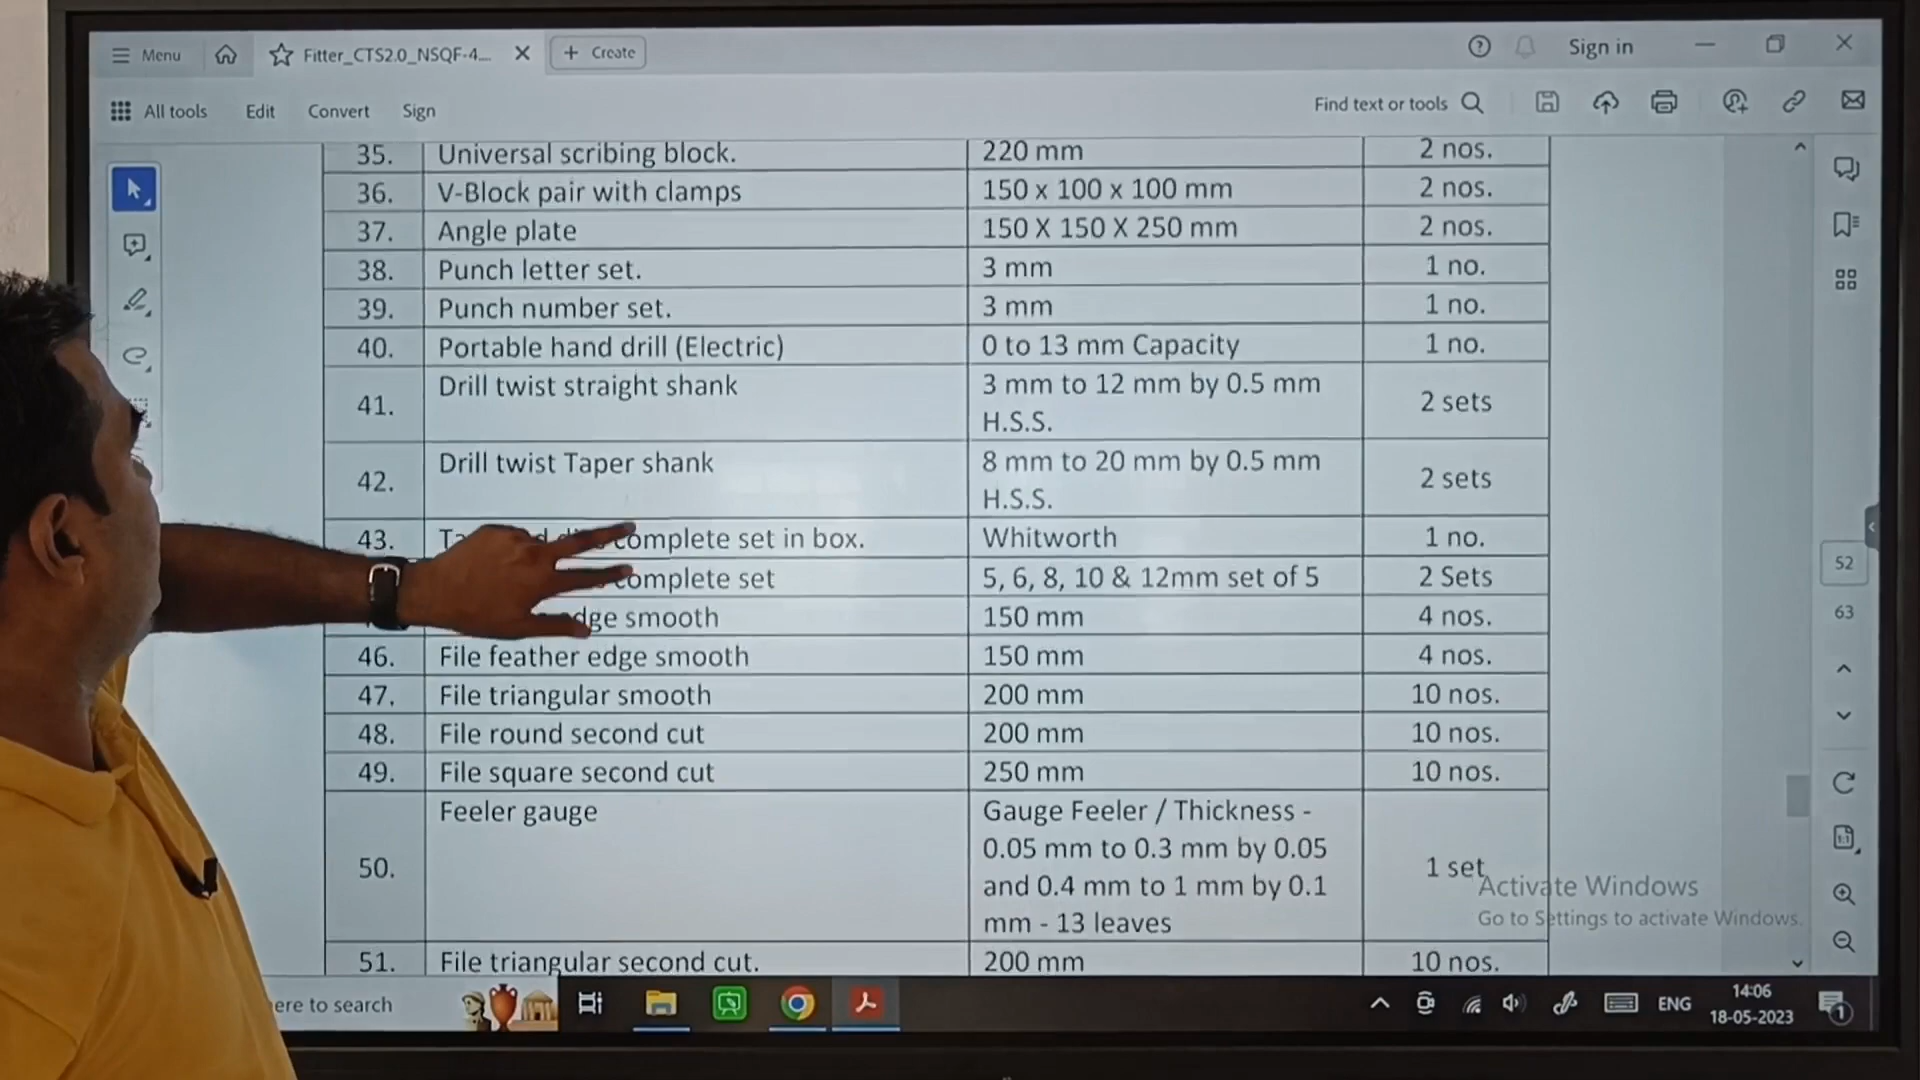 Menu Fitter_CTS2.0_NSQF-4... Create Sign in
All tools Edit Convert Sign Find text or tools
35. Universal scribing block. 220 mm 2 nos.
36. V-Block pair with clamps 150 x 100 x 100 mm 2 nos.
37. Angle plate 150 X 150 X 250 mm 2 nos.
38. Punch letter set. 3 mm 1 no.
39. Punch number set. 3 mm 1 no.
40. Portable hand drill (Electric) 0 to 13 mm Capacity 1 no.
41. Drill twist straight shank 3 mm to 12 mm by 0.5 mm
H.S.S. 2 sets
42. Drill twist Taper shank 8 mm to 20 mm by 0.5 mm
H.S.S. 2 sets
43. complete set in box. Whitworth 1 no.
complete set 5, 6, 8, 10 & 12mm set of 5 2 Sets
smooth 150 mm 4 nos.
46. File feather edge smooth 150 mm 4 nos.
47. File triangular smooth 200 mm 10 nos.
48. File round second cut 200 mm 10 nos.
49. File square second cut 250 mm 10 nos.
50. Feeler gauge Gauge Feeler / Thickness -
0.05 mm to 0.3 mm by 0.05
and 0.4 mm to 1 mm by 0.1
mm - 13 leaves 1 set
51. File triangular second cut. 200 mm 10 nos.
52
63
Activate Windows
Go to Settings to activate Windows.
to search
ENG
14:06
18-05-2023
1